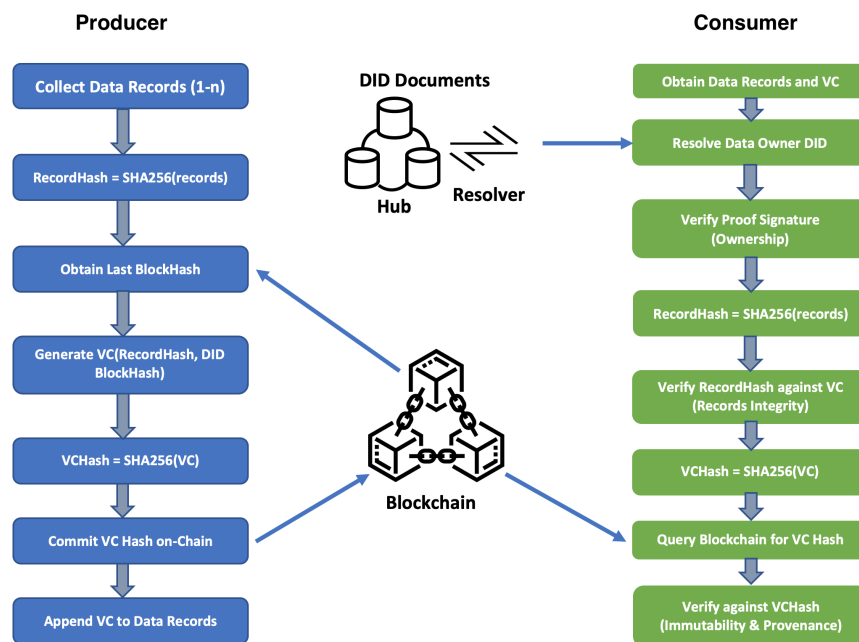 Producer
Collect Data Records (1-n)
RecordHash = SHA256(records)
Obtain Last BlockHash
Generate VC(RecordHash, DID
BlockHash)
VCHash = SHA256(VC)
Commit VC Hash on-Chain
Append VC to Data Records
DID Documents
Hub
Resolver
Blockchain
Consumer
Obtain Data Records and VC
Resolve Data Owner DID
Verify Proof Signature
(Ownership)
RecordHash = SHA256(records)
Verify RecordHash against VC
(Records Integrity)
VCHash = SHA256(VC)
Query Blockchain for VC Hash
Verify against VCHash
(Immutability & Provenance)